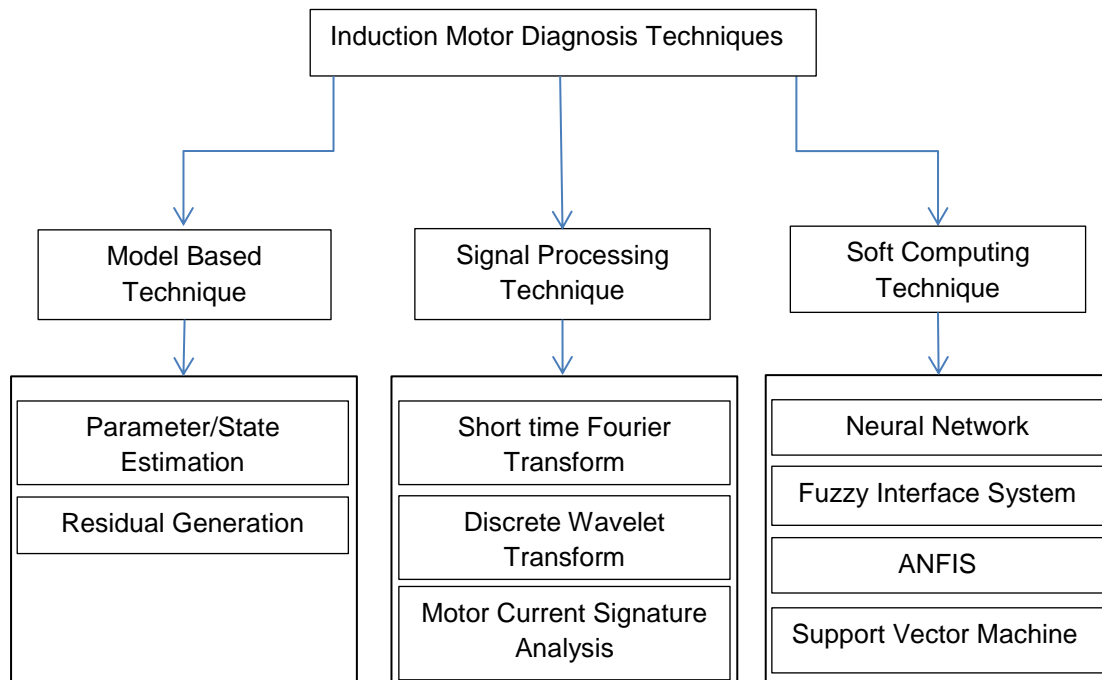 Induction Motor Diagnosis Techniques
Model Based
Technique
Signal Processing
Technique
Soft Computing
Technique
Parameter/State
Estimation
Residual Generation
Short time Fourier
Transform
Discrete Wavelet
Transform
Motor Current Signature
Analysis
Neural Network
Fuzzy Interface System
ANFIS
Support Vector Machine